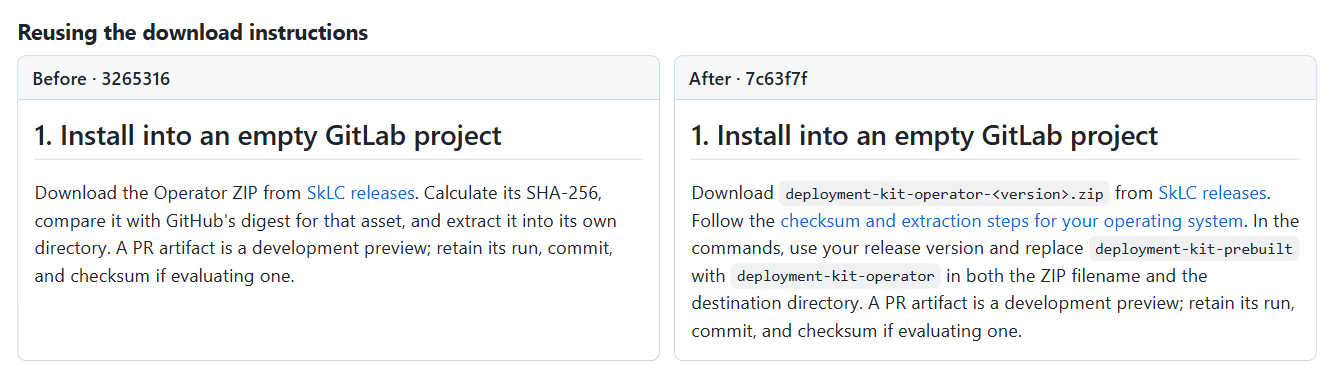 Reusing the download instructions
Before · 3265316
1. Install into an empty GitLab project
Download the Operator ZIP from SkLC releases. Calculate its SHA-256,
compare it with GitHub's digest for that asset, and extract it into its own
directory. A PR artifact is a development preview; retain its run, commit,
and checksum if evaluating one.
After · 7c63f7f
1. Install into an empty GitLab project
Download deployment-kit-operator-<version>.zip from SkLC releases.
Follow the checksum and extraction steps for your operating system. In the
commands, use your release version and replace deployment-kit-prebuilt
with deployment-kit-operator in both the ZIP filename and the
destination directory. A PR artifact is a development preview; retain its run,
commit, and checksum if evaluating one.